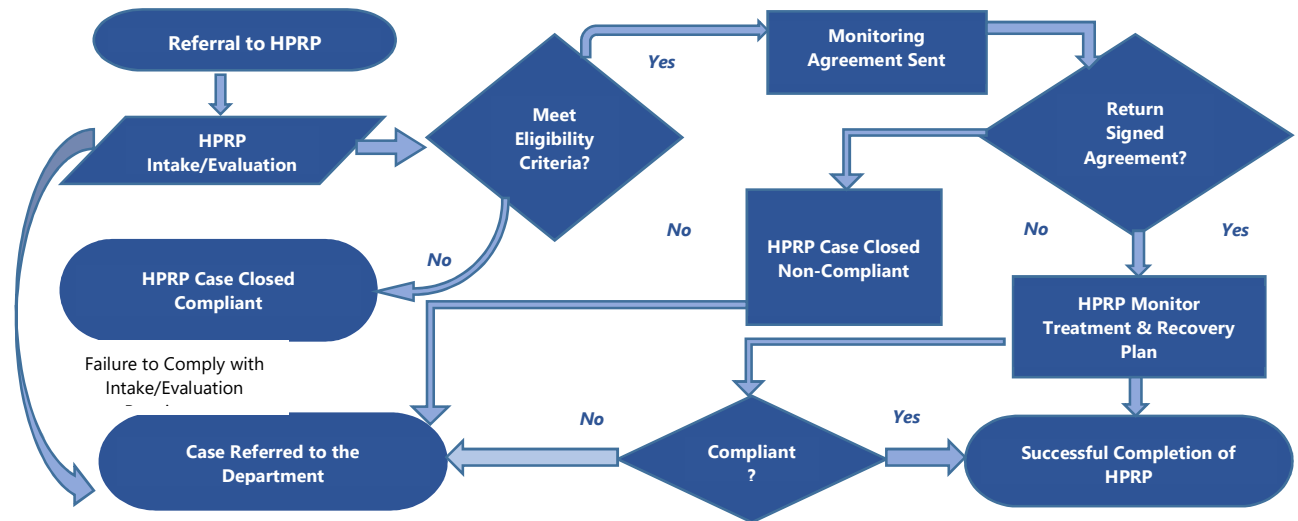 Referral to HPRP
HPRP
Intake/Evaluation
Meet
Eligibility
Criteria?
Yes
Monitoring
Agreement Sent
Return
Signed
Agreement?
No
HPRP Case Closed
Compliant
No
HPRP Case Closed
Non-Compliant
No
Yes
HPRP Monitor
Treatment & Recovery
Plan
Failure to Comply with
Intake/Evaluation
Case Referred to the
Department
No
Compliant
?
Yes
Successful Completion of
HPRP